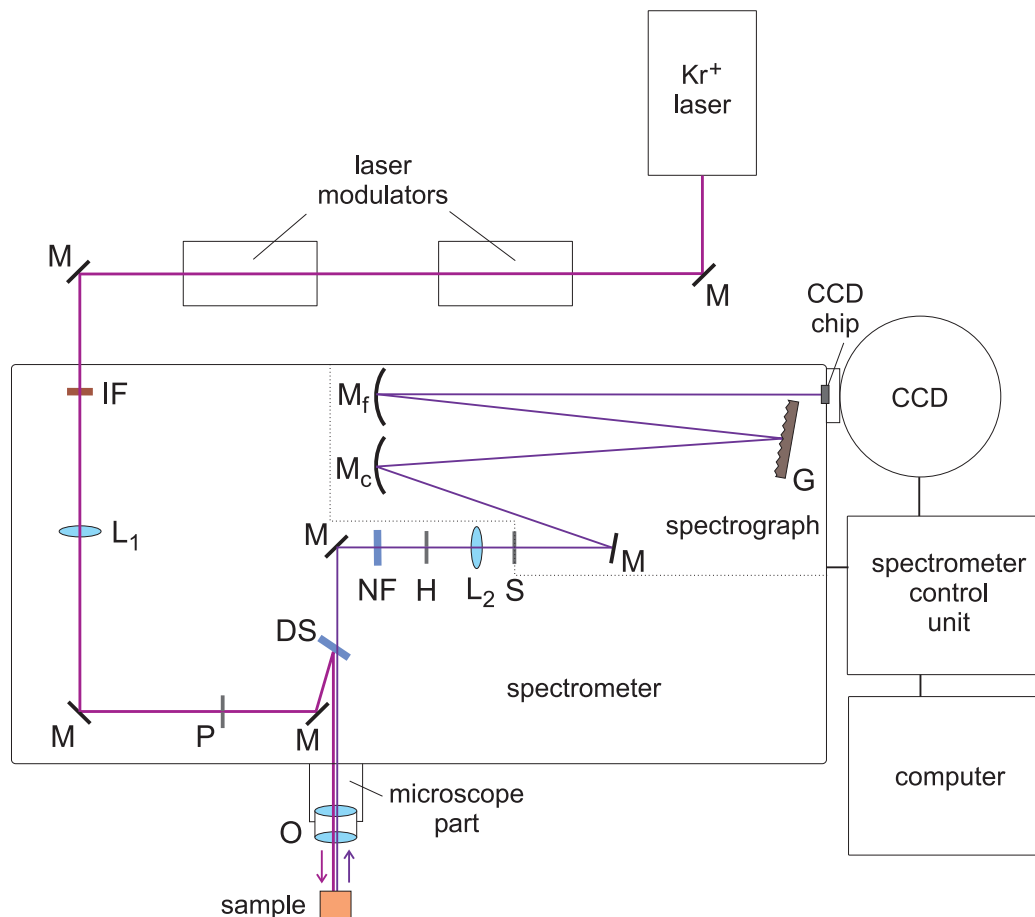 Kr+
laser
laser
modulators
M
M
CCD
chip
IF
Mf
CCD
Mc
G
L1
spectrograph
M
M
NF
H
L2
S
spectrometer
control
unit
DS
spectrometer
M
P
M
microscope
part
computer
O
sample